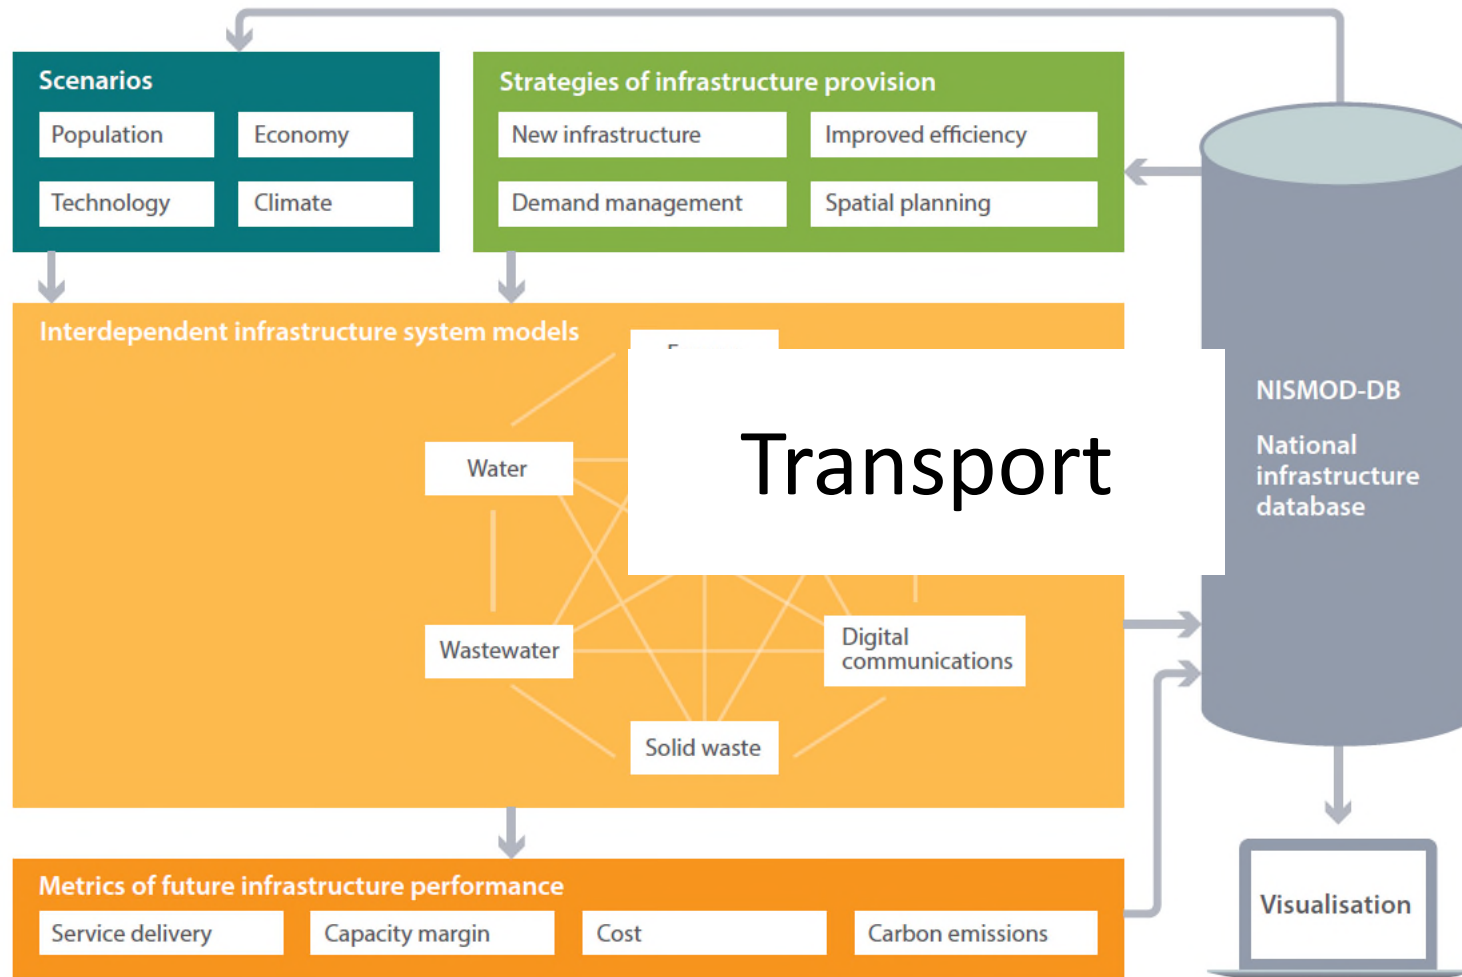 Scenarios
Population
Economy
Technology
Climate
Strategies of infrastructure provision
New infrastructure
Improved efficiency
Demand management
Spatial planning
Interdependent infrastructure system models
Transport
Water
Wastewater
Digital
communications
Solid waste
NISMOD-DB
National
infrastructure
database
Metrics of future infrastructure performance
Service delivery
Capacity margin
Cost
Carbon emissions
Visualisation